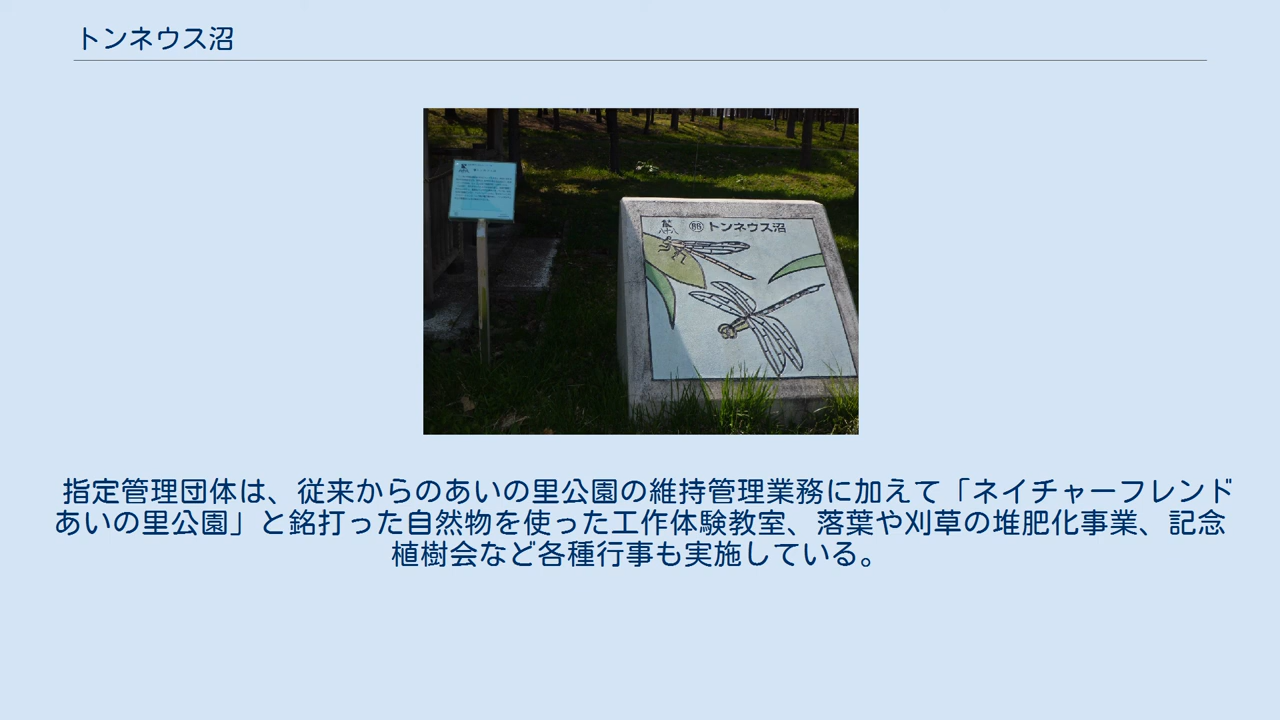 トンネウス沼
トンネウス沼
指定管理団体は、従来からのあいの里公園の維持管理業務に加えて「ネイチャーフレンド
あいの里公園」と銘打った自然物を使った工作体験教室、落葉や刈草の堆肥化事業、記念
植樹会など各種行事も実施している。